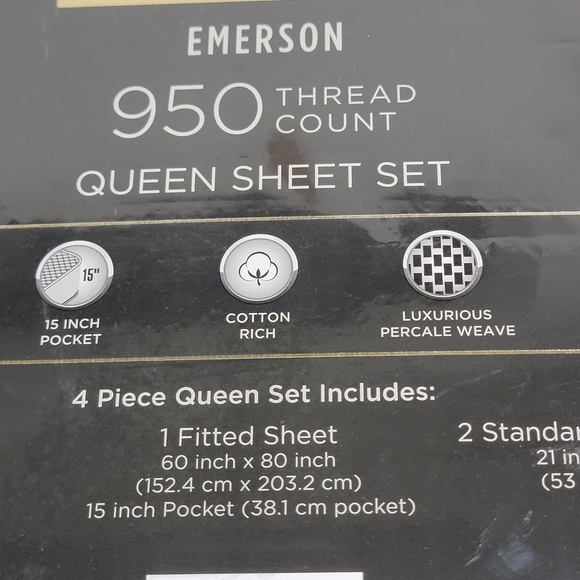 EMERSON
950 THREAD
COUNT
QUEEN SHEET SET
15"
15 INCH
POCKET
COTTON
RICH
LUXURIOUS
PERCALE WEAVE
4 Piece Queen Set Includes:
1 Fitted Sheet
60 inch x 80 inch
(152.4 cm x 203.2 cm)
15 inch Pocket (38.1 cm pocket)
2
21 in
(53